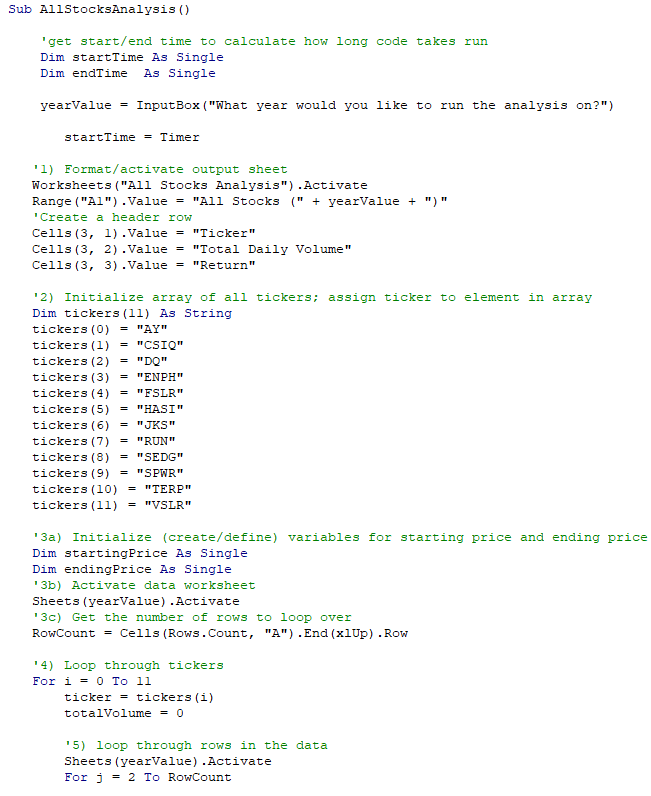 Sub AllStocksAnalysis()
'get start/end time to calculate how long code takes run
Dim startTime As Single
Dim endTime  As Single
yearValue = InputBox("What year would you like to run the analysis on?")
startTime = Timer
'1) Format/activate output sheet
Worksheets("All Stocks Analysis").Activate
Range("A1").Value = "All Stocks (" + yearValue + ")"
'Create a header row
Cells(3, 1).Value = "Ticker"
Cells(3, 2).Value = "Total Daily Volume"
Cells(3, 3).Value = "Return"
'2) Initialize array of all tickers; assign ticker to element in array
Dim tickers(11) As String
tickers(0) = "AY"
tickers(1) = "CSIQ"
tickers(2) = "DQ"
tickers(3) = "ENPH"
tickers(4) = "FSLR"
tickers(5) = "HASI"
tickers(6) = "JKS"
tickers(7) = "RUN"
tickers(8) = "SEDG"
tickers(9) = "SPWR"
tickers(10) = "TERP"
tickers(11) = "VSLR"
'3a) Initialize (create/define) variables for starting price and ending price
Dim startingPrice As Single
Dim endingPrice As Single
'3b) Activate data worksheet
Sheets(yearValue).Activate
'3c) Get the number of rows to loop over
RowCount = Cells(Rows.Count, "A").End(xlUp).Row
'4) Loop through tickers
For i = 0 To 11
ticker = tickers(i)
totalVolume = 0
'5) loop through rows in the data
Sheets(yearValue).Activate
For j = 2 To RowCount